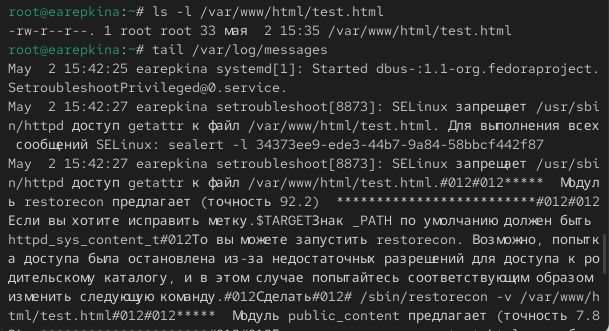 root@earepkina:~# ls -l /var/www/html/test.html
-rw-r--r--. 1 root root 33 мая  2 15:35 /var/www/html/test.html
root@earepkina:~# tail /var/log/messages
May  2 15:42:25 earepkina systemd[1]: Started dbus-:1.1-org.fedoraproject.
SetroubleshootPrivileged@0.service.
May  2 15:42:27 earepkina setroubleshoot[8873]: SELinux запрещает /usr/sbi
n/httpd доступ getattr к файл /var/www/html/test.html. Для выполнения всех
 сообщений SELinux: sealert -l 34373ee9-ede3-44b7-9a84-58bbcf442f87
May  2 15:42:27 earepkina setroubleshoot[8873]: SELinux запрещает /usr/sbi
n/httpd доступ getattr к файл /var/www/html/test.html.#012#012*****  Модул
ь restorecon предлагает (точность 92.2)  *************************#012#012
Если вы хотите исправить метку.$TARGETЗнак _PATH по умолчанию должен быть
httpd_sys_content_t#012То вы можете запустить restorecon. Возможно, попытк
а доступа была остановлена из-за недостаточных разрешений для доступа к ро
дительскому каталогу, и в этом случае попытайтесь соответствующим образом
изменить следующую команду.#012Сделать#012# /sbin/restorecon -v /var/www/h
tml/test.html#012#012*****  Модуль public_content предлагает (точность 7.8